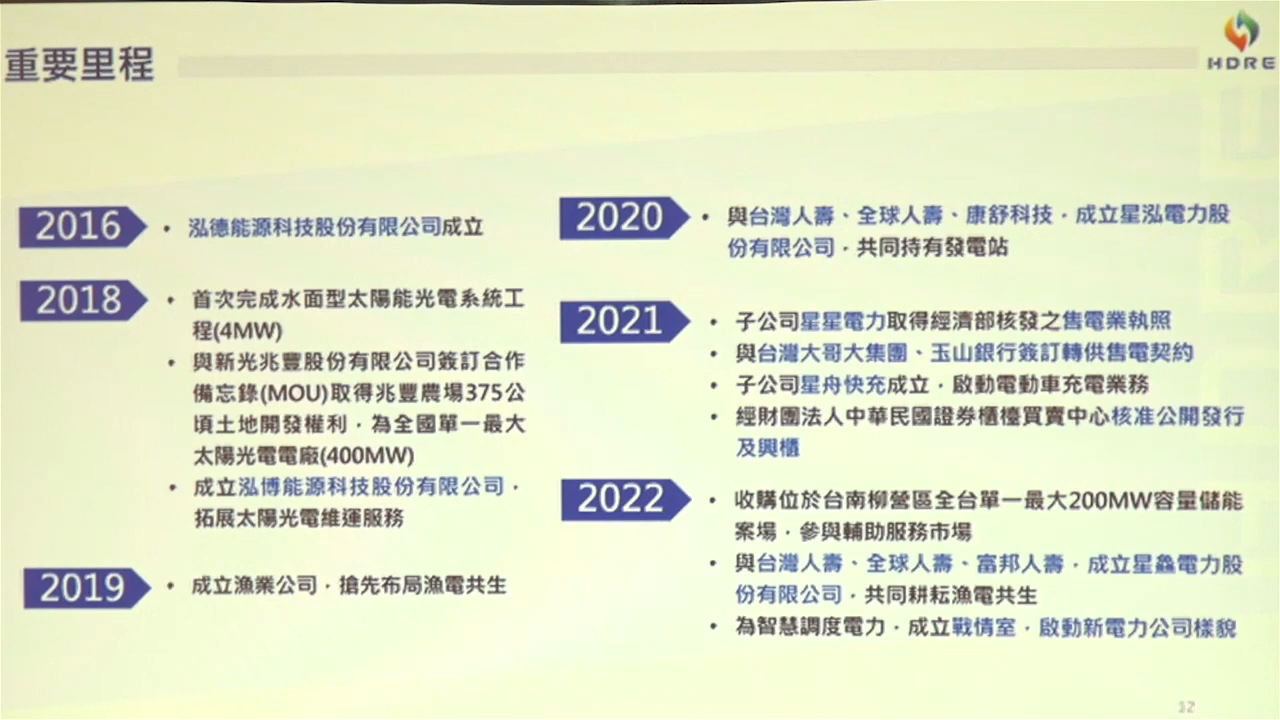 重要里程
HDRE
2016
• 泓德能源科技股份有限公司成立
2018
• 首次完成水面型太陽能光電系統工
程(4MW)
• 與新光兆豐股份有限公司簽訂合作
備忘錄(MOU)取得兆豐農場375公
頃土地開發權利，為全國單一最大
太陽光電電廠(400MW)
• 成立泓博能源科技股份有限公司，
拓展太陽光電維運服務
2019
• 成立漁業公司，搶先布局漁電共生
2020
• 與台灣人壽、全球人壽、康舒科技，成立星泓電力股
份有限公司，共同持有發電站
2021
• 子公司星星電力取得經濟部核發之售電業執照
• 與台灣大哥大集團、玉山銀行簽訂轉供售電契約
• 子公司星舟快充成立，啟動電動車充電業務
• 經財團法人中華民國證券櫃檯買賣中心核准公開發行
及興櫃
2022
• 收購位於台南柳營區全台單一最大200MW容量儲能
案場，參與輔助服務市場
• 與台灣人壽、全球人壽、富邦人壽，成立星鱻電力股
份有限公司，共同耕耘漁電共生
• 為智慧調度電力，成立戰情室，啟動新電力公司樣貌
12